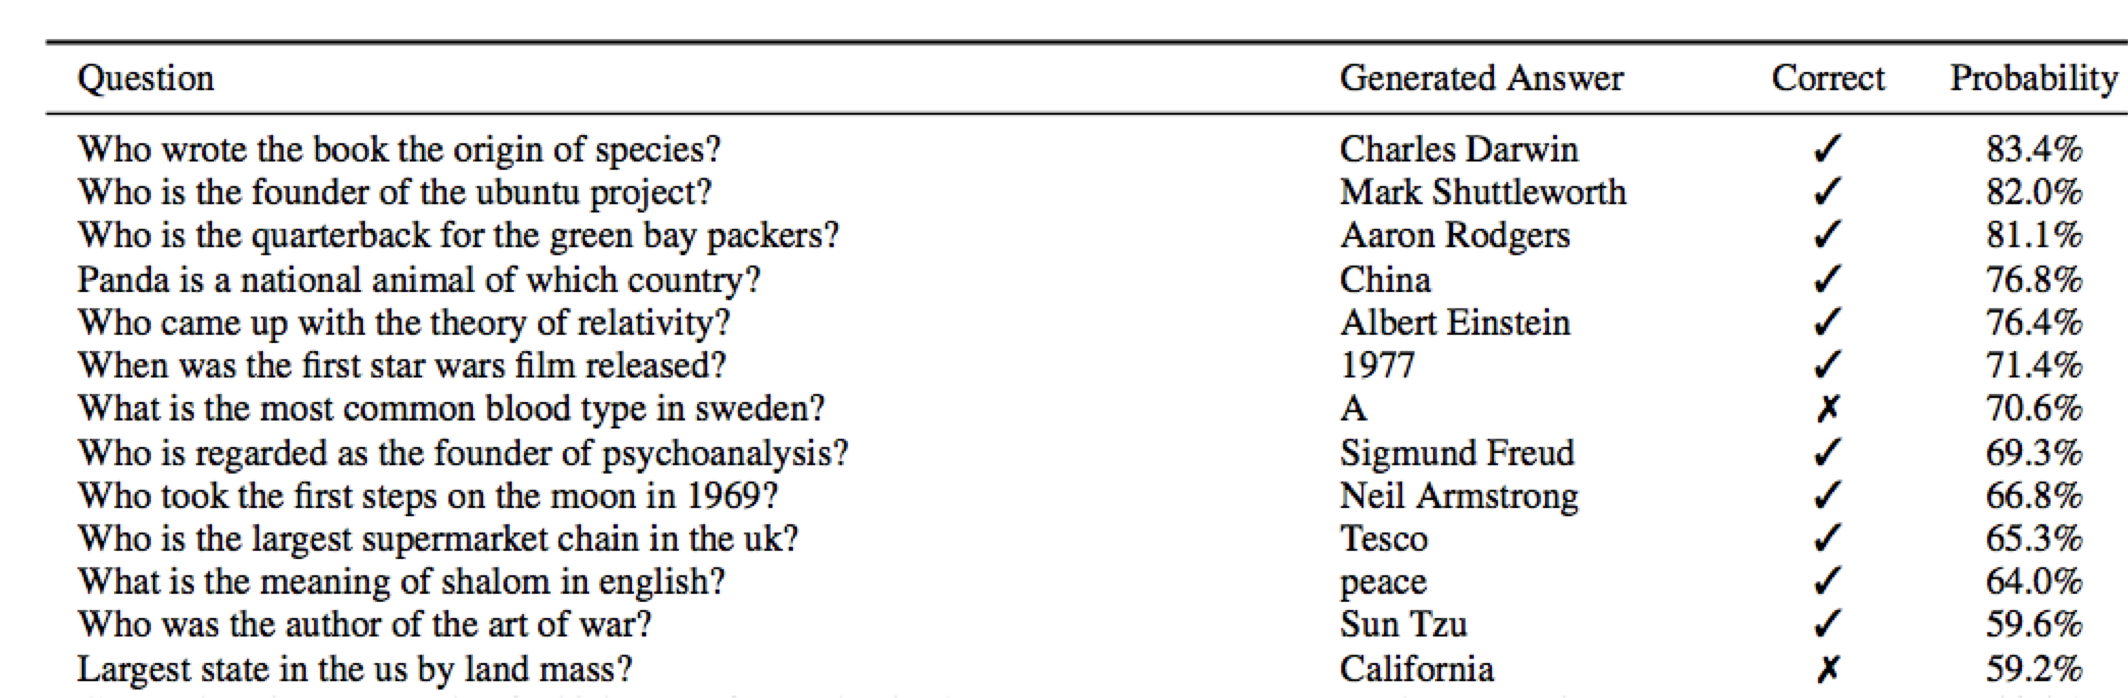 Question Generated Answer Correct Probability
Who wrote the book the origin of species? Charles Darwin ✓ 83.4%
Who is the founder of the ubuntu project? Mark Shuttleworth ✓ 82.0%
Who is the quarterback for the green bay packers? Aaron Rodgers ✓ 81.1%
Panda is a national animal of which country? China ✓ 76.8%
Who came up with the theory of relativity? Albert Einstein ✓ 76.4%
When was the first star wars film released? 1977 ✓ 71.4%
What is the most common blood type in sweden? A ✗ 70.6%
Who is regarded as the founder of psychoanalysis? Sigmund Freud ✓ 69.3%
Who took the first steps on the moon in 1969? Neil Armstrong ✓ 66.8%
Who is the largest supermarket chain in the uk? Tesco ✓ 65.3%
What is the meaning of shalom in english? peace ✓ 64.0%
Who was the author of the art of war? Sun Tzu ✓ 59.6%
Largest state in the us by land mass? California ✗ 59.2%